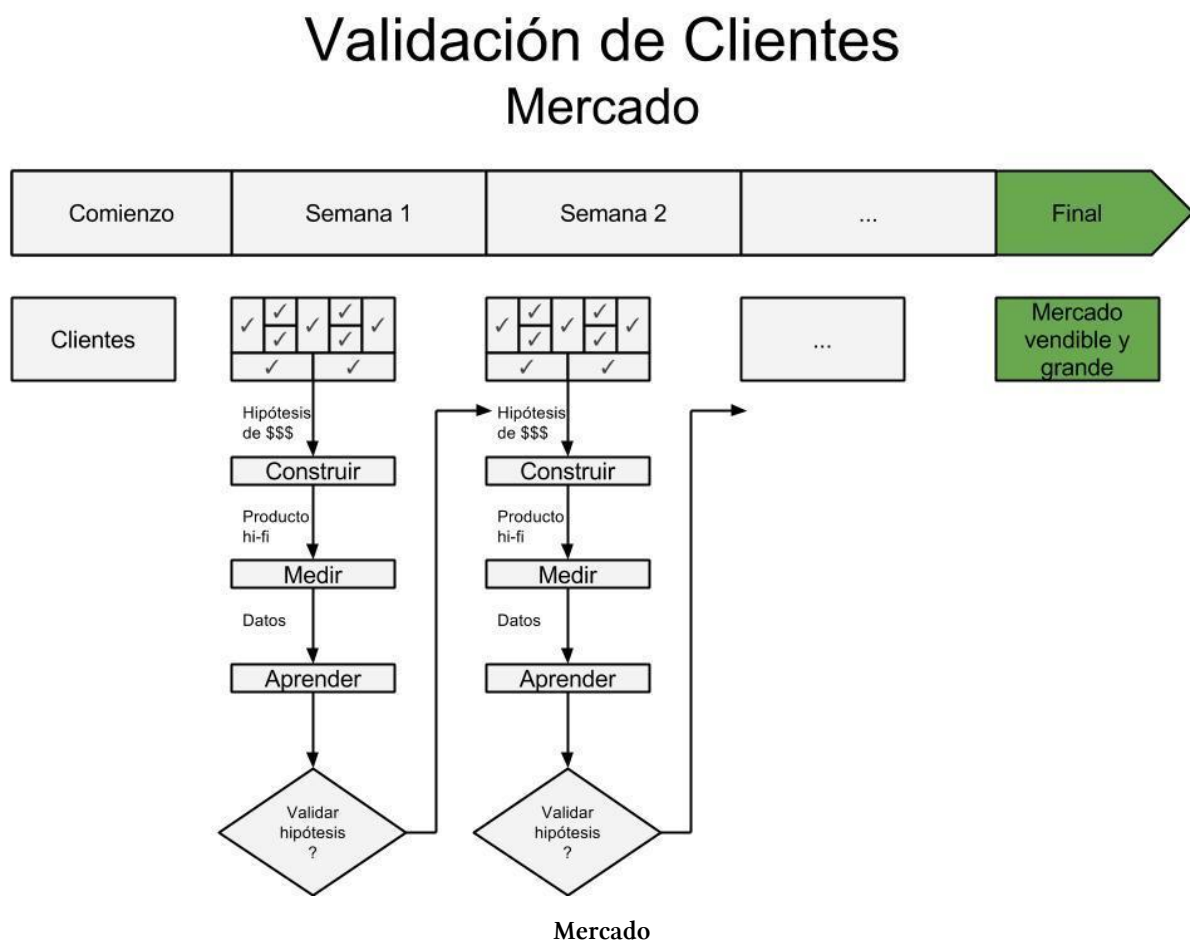 Validación de Clientes
Mercado
Comienzo
Semana 1
Semana 2
...
Final
Clientes
✓ ✓ ✓ ✓ ✓
✓ ✓
✓ ✓
✓ ✓ ✓ ✓ ✓
✓ ✓
✓ ✓
...
Mercado
vendible y
grande
Hipótesis
de $$$
Construir
Producto
hi-fi
Medir
Datos
Aprender
Validar
hipótesis
?
Hipótesis
de $$$
Construir
Producto
hi-fi
Medir
Datos
Aprender
Validar
hipótesis
?
Mercado